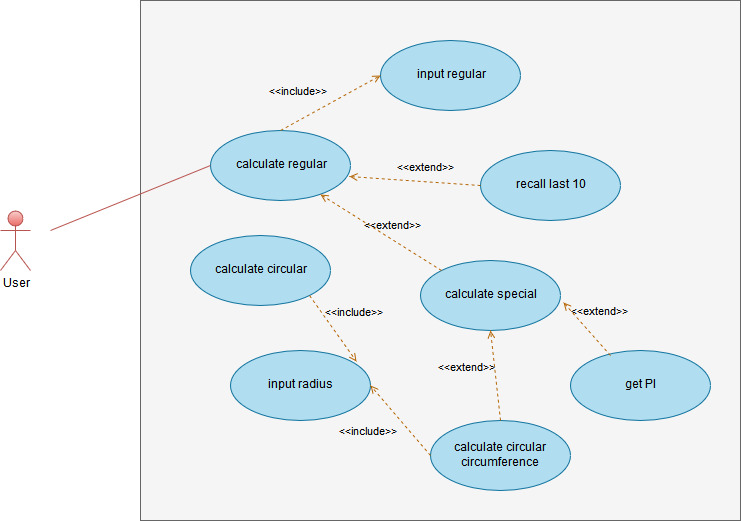 input regular
<<include>>
calculate regular
<<extend>>
recall last 10
<<extend>>
User
calculate circular
calculate special
<<include>>
<<extend>>
input radius
<<extend>>
get PI
<<include>>
calculate circular
circumference